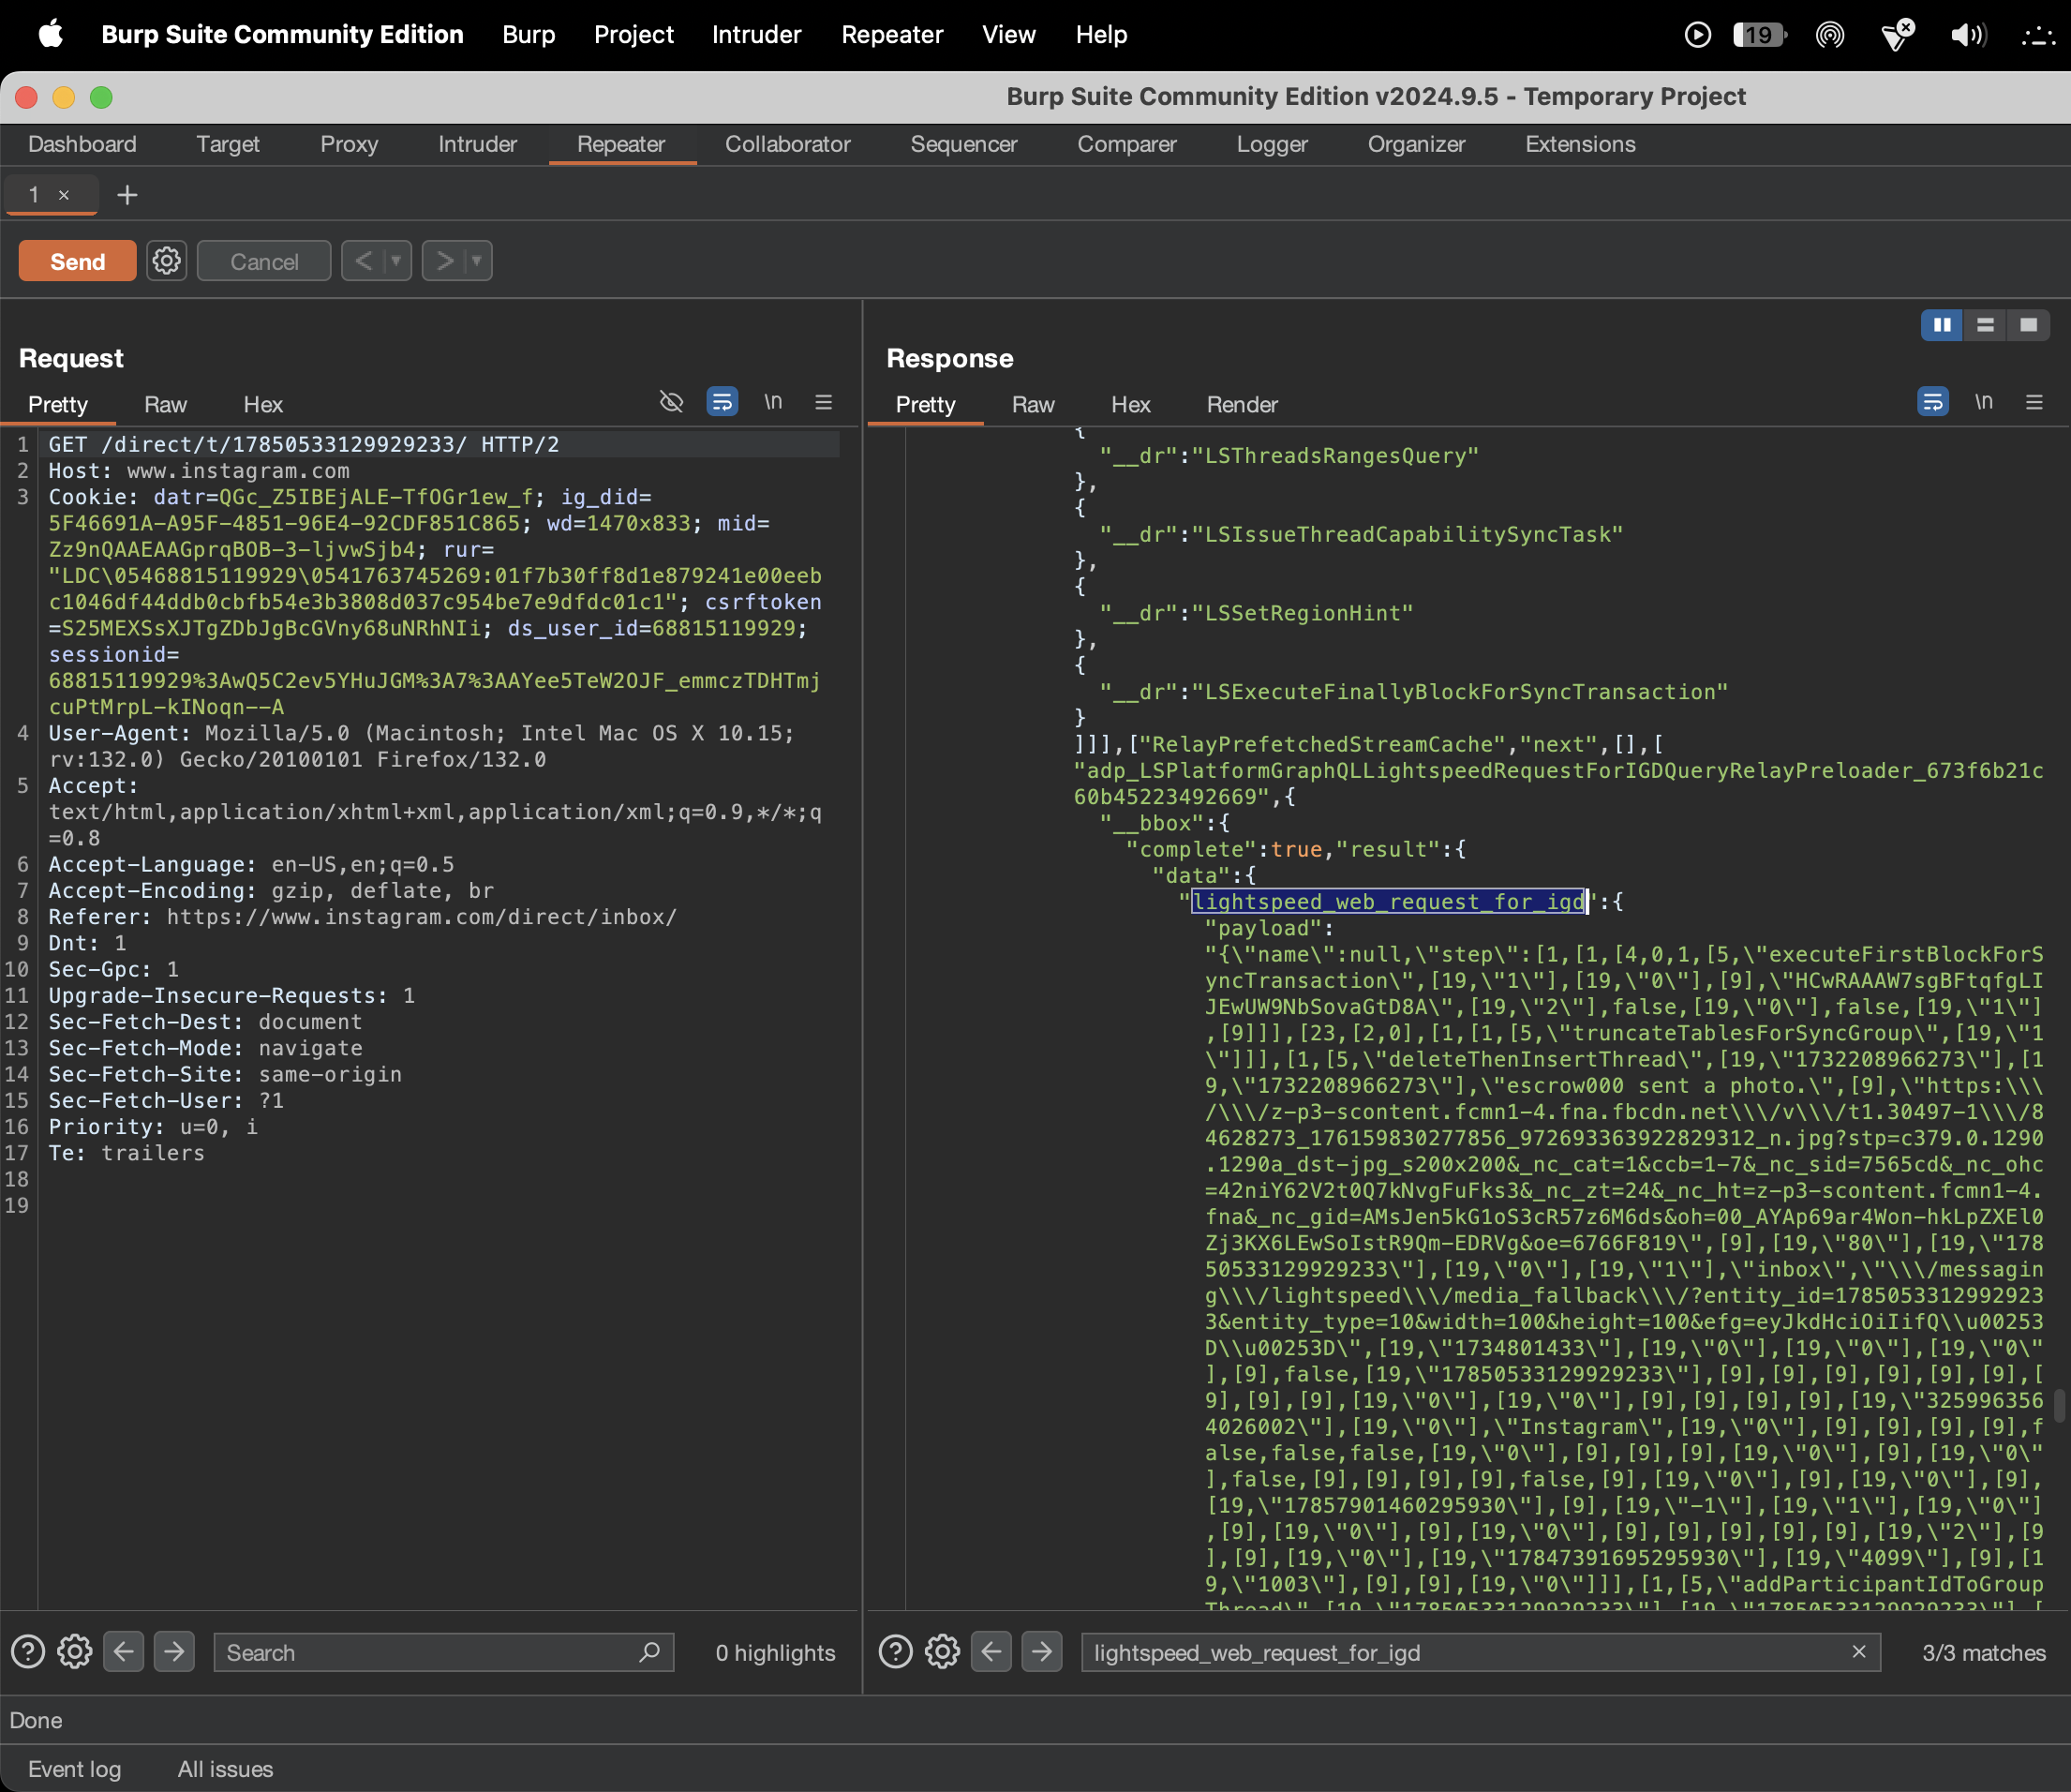 Burp Suite Community Edition Burp Project Intruder Repeater View Help 19
Burp Suite Community Edition v2024.9.5 - Temporary Project
Dashboard Target Proxy Intruder Repeater Collaborator Sequencer Comparer Logger Organizer Extensions
1 × +
Send Cancel < >
Request
Pretty Raw Hex \n
1 GET /direct/t/17850533129929233/ HTTP/2
2 Host: www.instagram.com
3 Cookie: datr=QGc_Z5IBEjALE-TfOGr1ew_f; ig_did=
5F46691A-A95F-4851-96E4-92CDF851C865; wd=1470x833; mid=
Zz9nQAAEAAGprqBOB-3-ljvwSjb4; rur=
"LDC\05468815119929\0541763745269:01f7b30ff8d1e879241e00eeb
c1046df44ddb0cbfb54e3b3808d037c954be7e9dfdc01c1"; csrftoken
=S25MEXSsXJTgZDbJgBcGVny68uNRhNIi; ds_user_id=68815119929;
sessionid=
68815119929%3AwQ5C2ev5YHuJGM%3A7%3AAYee5TeW2OJF_emmczTDHTmj
cuPtMrpL-kINoqn--A
4 User-Agent: Mozilla/5.0 (Macintosh; Intel Mac OS X 10.15;
rv:132.0) Gecko/20100101 Firefox/132.0
5 Accept:
text/html,application/xhtml+xml,application/xml;q=0.9,*/*;q
=0.8
6 Accept-Language: en-US,en;q=0.5
7 Accept-Encoding: gzip, deflate, br
8 Referer: https://www.instagram.com/direct/inbox/
9 Dnt: 1
10 Sec-Gpc: 1
11 Upgrade-Insecure-Requests: 1
12 Sec-Fetch-Dest: document
13 Sec-Fetch-Mode: navigate
14 Sec-Fetch-Site: same-origin
15 Sec-Fetch-User: ?1
16 Priority: u=0, i
17 Te: trailers
18
19
Search 0 highlights
Response
Pretty Raw Hex Render \n
{
"__dr":"LSThreadsRangesQuery"
},
{
"__dr":"LSIssueThreadCapabilitySyncTask"
},
{
"__dr":"LSSetRegionHint"
},
{
"__dr":"LSExecuteFinallyBlockForSyncTransaction"
}
]]],["RelayPrefetchedStreamCache","next",[],[
"adp_LSPlatformGraphQLLightspeedRequestForIGDQueryRelayPreloader_673f6b21c
60b45223492669",{
"__bbox":{
"complete":true,"result":{
"data":{
"lightspeed_web_request_for_igd":{
"payload":
"{\"name\":null,\"step\":[1,[1,[4,0,1,[5,\"executeFirstBlockForS
yncTransaction\",[19,\"1\"],[19,\"0\"],[9],\"HCwRAAAW7sgBFtqfgLI
JEwUW9NbSovaGtD8A\",[19,\"2\"],false,[19,\"0\"],false,[19,\"1\"]
,[9]]],[23,[2,0],[1,[1,[5,\"truncateTablesForSyncGroup\",[19,\"1
\"]]],[1,[5,\"deleteThenInsertThread\",[19,\"1732208966273\"],[1
9,\"1732208966273\"],\"escrow000 sent a photo.\",[9],\"https:\\\
/\\\/z-p3-scontent.fcmn1-4.fna.fbcdn.net\\\/v\\\/t1.30497-1\\\/8
4628273_176159830277856_972693363922829312_n.jpg?stp=c379.0.1290
.1290a_dst-jpg_s200x200&_nc_cat=1&ccb=1-7&_nc_sid=7565cd&_nc_ohc
=42niY62V2t0Q7kNvgFuFks3&_nc_zt=24&_nc_ht=z-p3-scontent.fcmn1-4.
fna&_nc_gid=AMsJen5kG1oS3cR57z6M6ds&oh=00_AYAp69ar4Won-hkLpZXEl0
Zj3KX6LEwSoIstR9Qm-EDRVg&oe=6766F819\",[9],[19,\"80\"],[19,\"178
50533129929233\"],[19,\"0\"],[19,\"1\"],\"inbox\",\"\\\/messagin
g\\\/lightspeed\\\/media_fallback\\\/?entity_id=1785053312992923
3&entity_type=10&width=100&height=100&efg=eyJkdHciOiIifQ\\u00253
D\\u00253D\",[19,\"1734801433\"],[19,\"0\"],[19,\"0\"],[19,\"0\"
],[9],false,[19,\"17850533129929233\"],[9],[9],[9],[9],[9],[9],[
9],[9],[9],[19,\"0\"],[19,\"0\"],[9],[9],[9],[9],[19,\"325996356
4026002\"],[19,\"0\"],\"Instagram\",[19,\"0\"],[9],[9],[9],[9],f
alse,false,false,[19,\"0\"],[9],[9],[9],[19,\"0\"],[9],[19,\"0\"
],false,[9],[9],[9],[9],false,[9],[19,\"0\"],[9],[19,\"0\"],[9],
[19,\"17857901460295930\"],[9],[19,\"-1\"],[19,\"1\"],[19,\"0\"]
,[9],[19,\"0\"],[9],[19,\"0\"],[9],[9],[9],[9],[9],[19,\"2\"],[9
],[9],[19,\"0\"],[19,\"17847391695295930\"],[19,\"4099\"],[9],[1
9,\"1003\"],[9],[9],[19,\"0\"]]],[1,[5,\"addParticipantIdToGroup
Thread\",[19,\"17850533129929233\"],[19,\"17850533129929233\"],[
lightspeed_web_request_for_igd × 3/3 matches
Done
Event log All issues